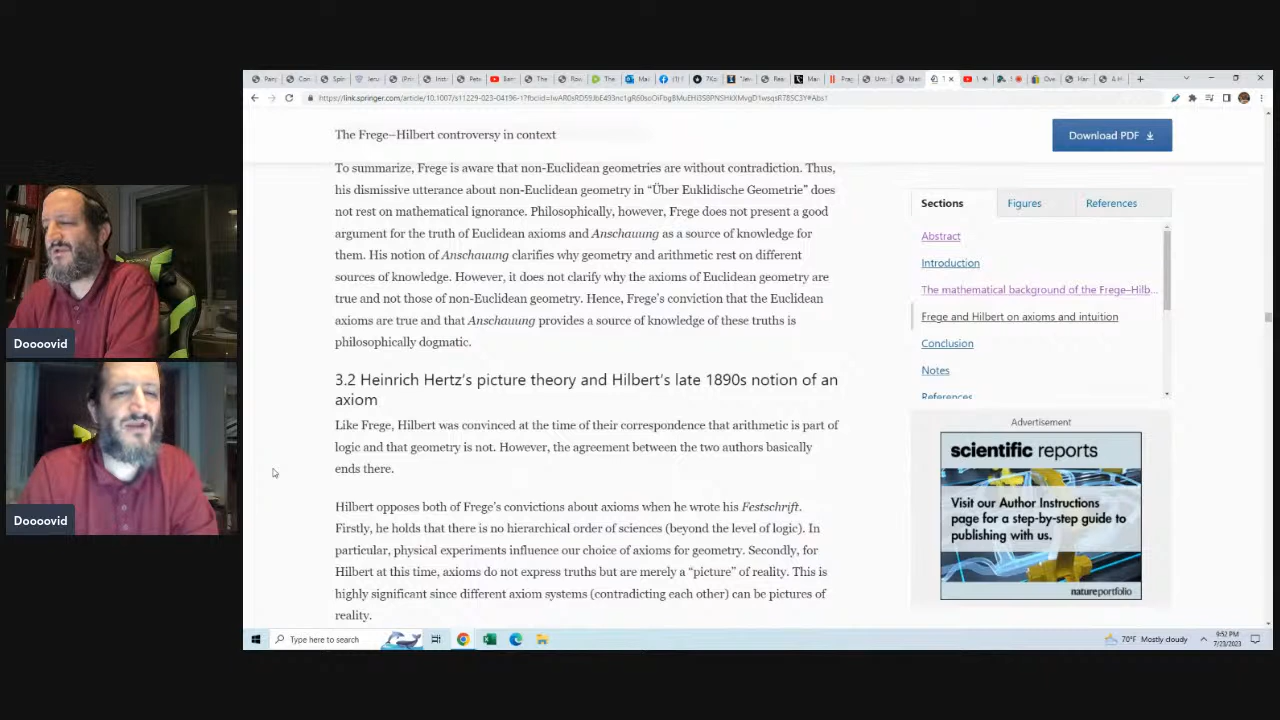 Doooovid
Doooovid
The Frege–Hilbert controversy in context
Download PDF
To summarize, Frege is aware that non-Euclidean geometries are without contradiction. Thus,
his dismissive utterance about non-Euclidean geometry in “Über Euklidische Geometrie” does
not rest on mathematical ignorance. Philosophically, however, Frege does not present a good
argument for the truth of Euclidean axioms and Anschauung as a source of knowledge for
them. His notion of Anschauung clarifies why geometry and arithmetic rest on different
sources of knowledge. However, it does not clarify why the axioms of Euclidean geometry are
true and not those of non-Euclidean geometry. Hence, Frege’s conviction that the Euclidean
axioms are true and that Anschauung provides a source of knowledge of these truths is
philosophically dogmatic.
3.2 Heinrich Hertz’s picture theory and Hilbert’s late 1890s notion of an
axiom
Like Frege, Hilbert was convinced at the time of their correspondence that arithmetic is part of
logic and that geometry is not. However, the agreement between the two authors basically
ends there.
Hilbert opposes both of Frege’s convictions about axioms when he wrote his Festschrift.
Firstly, he holds that there is no hierarchical order of sciences (beyond the level of logic). In
particular, physical experiments influence our choice of axioms for geometry. Secondly, for
Hilbert at this time, axioms do not express truths but are merely a “picture” of reality. This is
highly significant since different axiom systems (contradicting each other) can be pictures of
reality.
Sections
Figures
References
Abstract
Introduction
The mathematical background of the Frege–Hilb...
Frege and Hilbert on axioms and intuition
Conclusion
Notes
References
Advertisement
scientific reports
Visit our Author Instructions
page for a step-by-step guide to
publishing with us.
natureportfolio
Type here to search
70°F Mostly cloudy
9:52 PM
7/23/2023